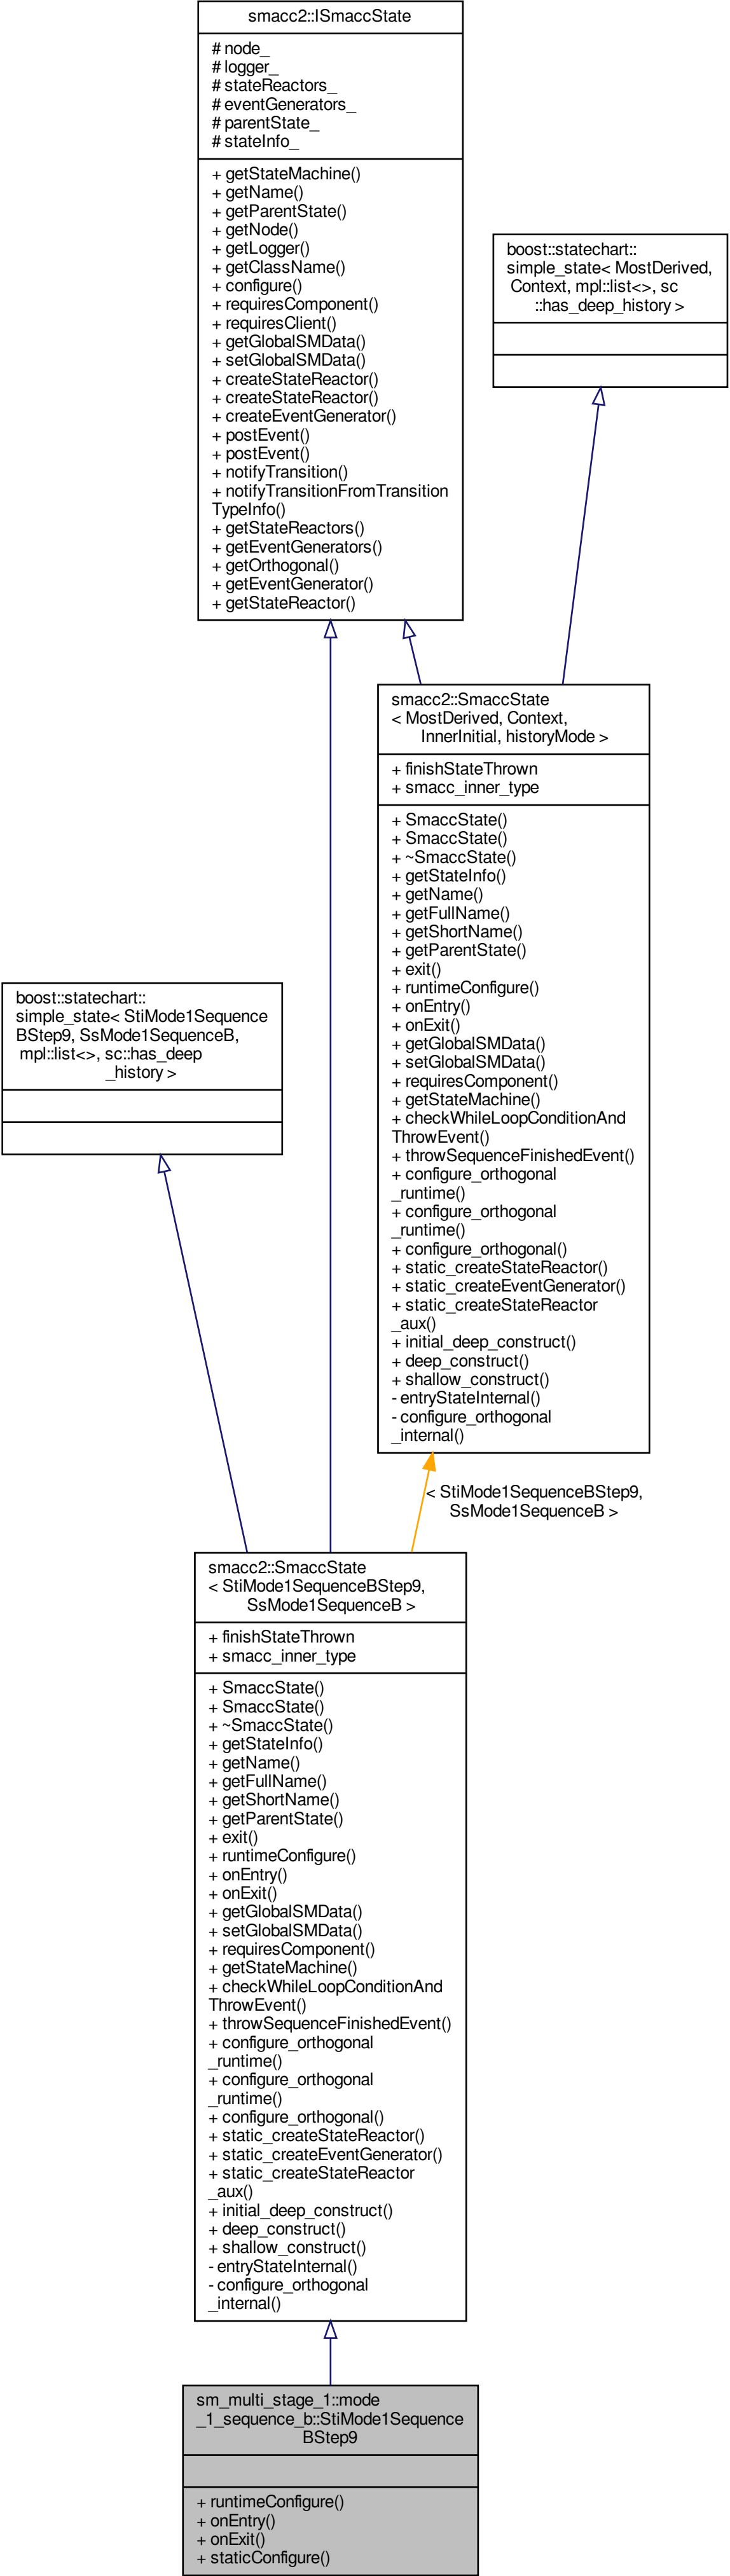 smacc2::ISmaccState
# node_
# logger_
# stateReactors_
# eventGenerators_
# parentState_
# stateInfo_
+ getStateMachine()
+ getName()
+ getParentState()
+ getNode()
+ getLogger()
+ getClassName()
+ configure()
+ requiresComponent()
+ requiresClient()
+ getGlobalSMData()
+ setGlobalSMData()
+ createStateReactor()
+ createStateReactor()
+ createEventGenerator()
+ postEvent()
+ postEvent()
+ notifyTransition()
+ notifyTransitionFromTransition
TypeInfo()
+ getStateReactors()
+ getEventGenerators()
+ getOrthogonal()
+ getEventGenerator()
+ getStateReactor()
boost::statechart::
simple_state< MostDerived,
Context, mpl::list<>, sc
::has_deep_history >
smacc2::SmaccState
< MostDerived, Context,
InnerInitial, historyMode >
+ finishStateThrown
+ smacc_inner_type
+ SmaccState()
+ SmaccState()
+ ~SmaccState()
+ getStateInfo()
+ getName()
+ getFullName()
+ getShortName()
+ getParentState()
+ exit()
+ runtimeConfigure()
+ onEntry()
+ onExit()
+ getGlobalSMData()
+ setGlobalSMData()
+ requiresComponent()
+ getStateMachine()
+ checkWhileLoopConditionAnd
ThrowEvent()
+ throwSequenceFinishedEvent()
+ configure_orthogonal
_runtime()
+ configure_orthogonal
_runtime()
+ configure_orthogonal()
+ static_createStateReactor()
+ static_createEventGenerator()
+ static_createStateReactor
_aux()
+ initial_deep_construct()
+ deep_construct()
+ shallow_construct()
- entryStateInternal()
- configure_orthogonal
_internal()
boost::statechart::
simple_state< StiMode1Sequence
BStep9, SsMode1SequenceB,
mpl::list<>, sc::has_deep
_history >
< StiMode1SequenceBStep9,
SsMode1SequenceB >
smacc2::SmaccState
< StiMode1SequenceBStep9,
SsMode1SequenceB >
+ finishStateThrown
+ smacc_inner_type
+ SmaccState()
+ SmaccState()
+ ~SmaccState()
+ getStateInfo()
+ getName()
+ getFullName()
+ getShortName()
+ getParentState()
+ exit()
+ runtimeConfigure()
+ onEntry()
+ onExit()
+ getGlobalSMData()
+ setGlobalSMData()
+ requiresComponent()
+ getStateMachine()
+ checkWhileLoopConditionAnd
ThrowEvent()
+ throwSequenceFinishedEvent()
+ configure_orthogonal
_runtime()
+ configure_orthogonal
_runtime()
+ configure_orthogonal()
+ static_createStateReactor()
+ static_createEventGenerator()
+ static_createStateReactor
_aux()
+ initial_deep_construct()
+ deep_construct()
+ shallow_construct()
- entryStateInternal()
- configure_orthogonal
_internal()
sm_multi_stage_1::mode
_1_sequence_b::StiMode1Sequence
BStep9
+ runtimeConfigure()
+ onEntry()
+ onExit()
+ staticConfigure()